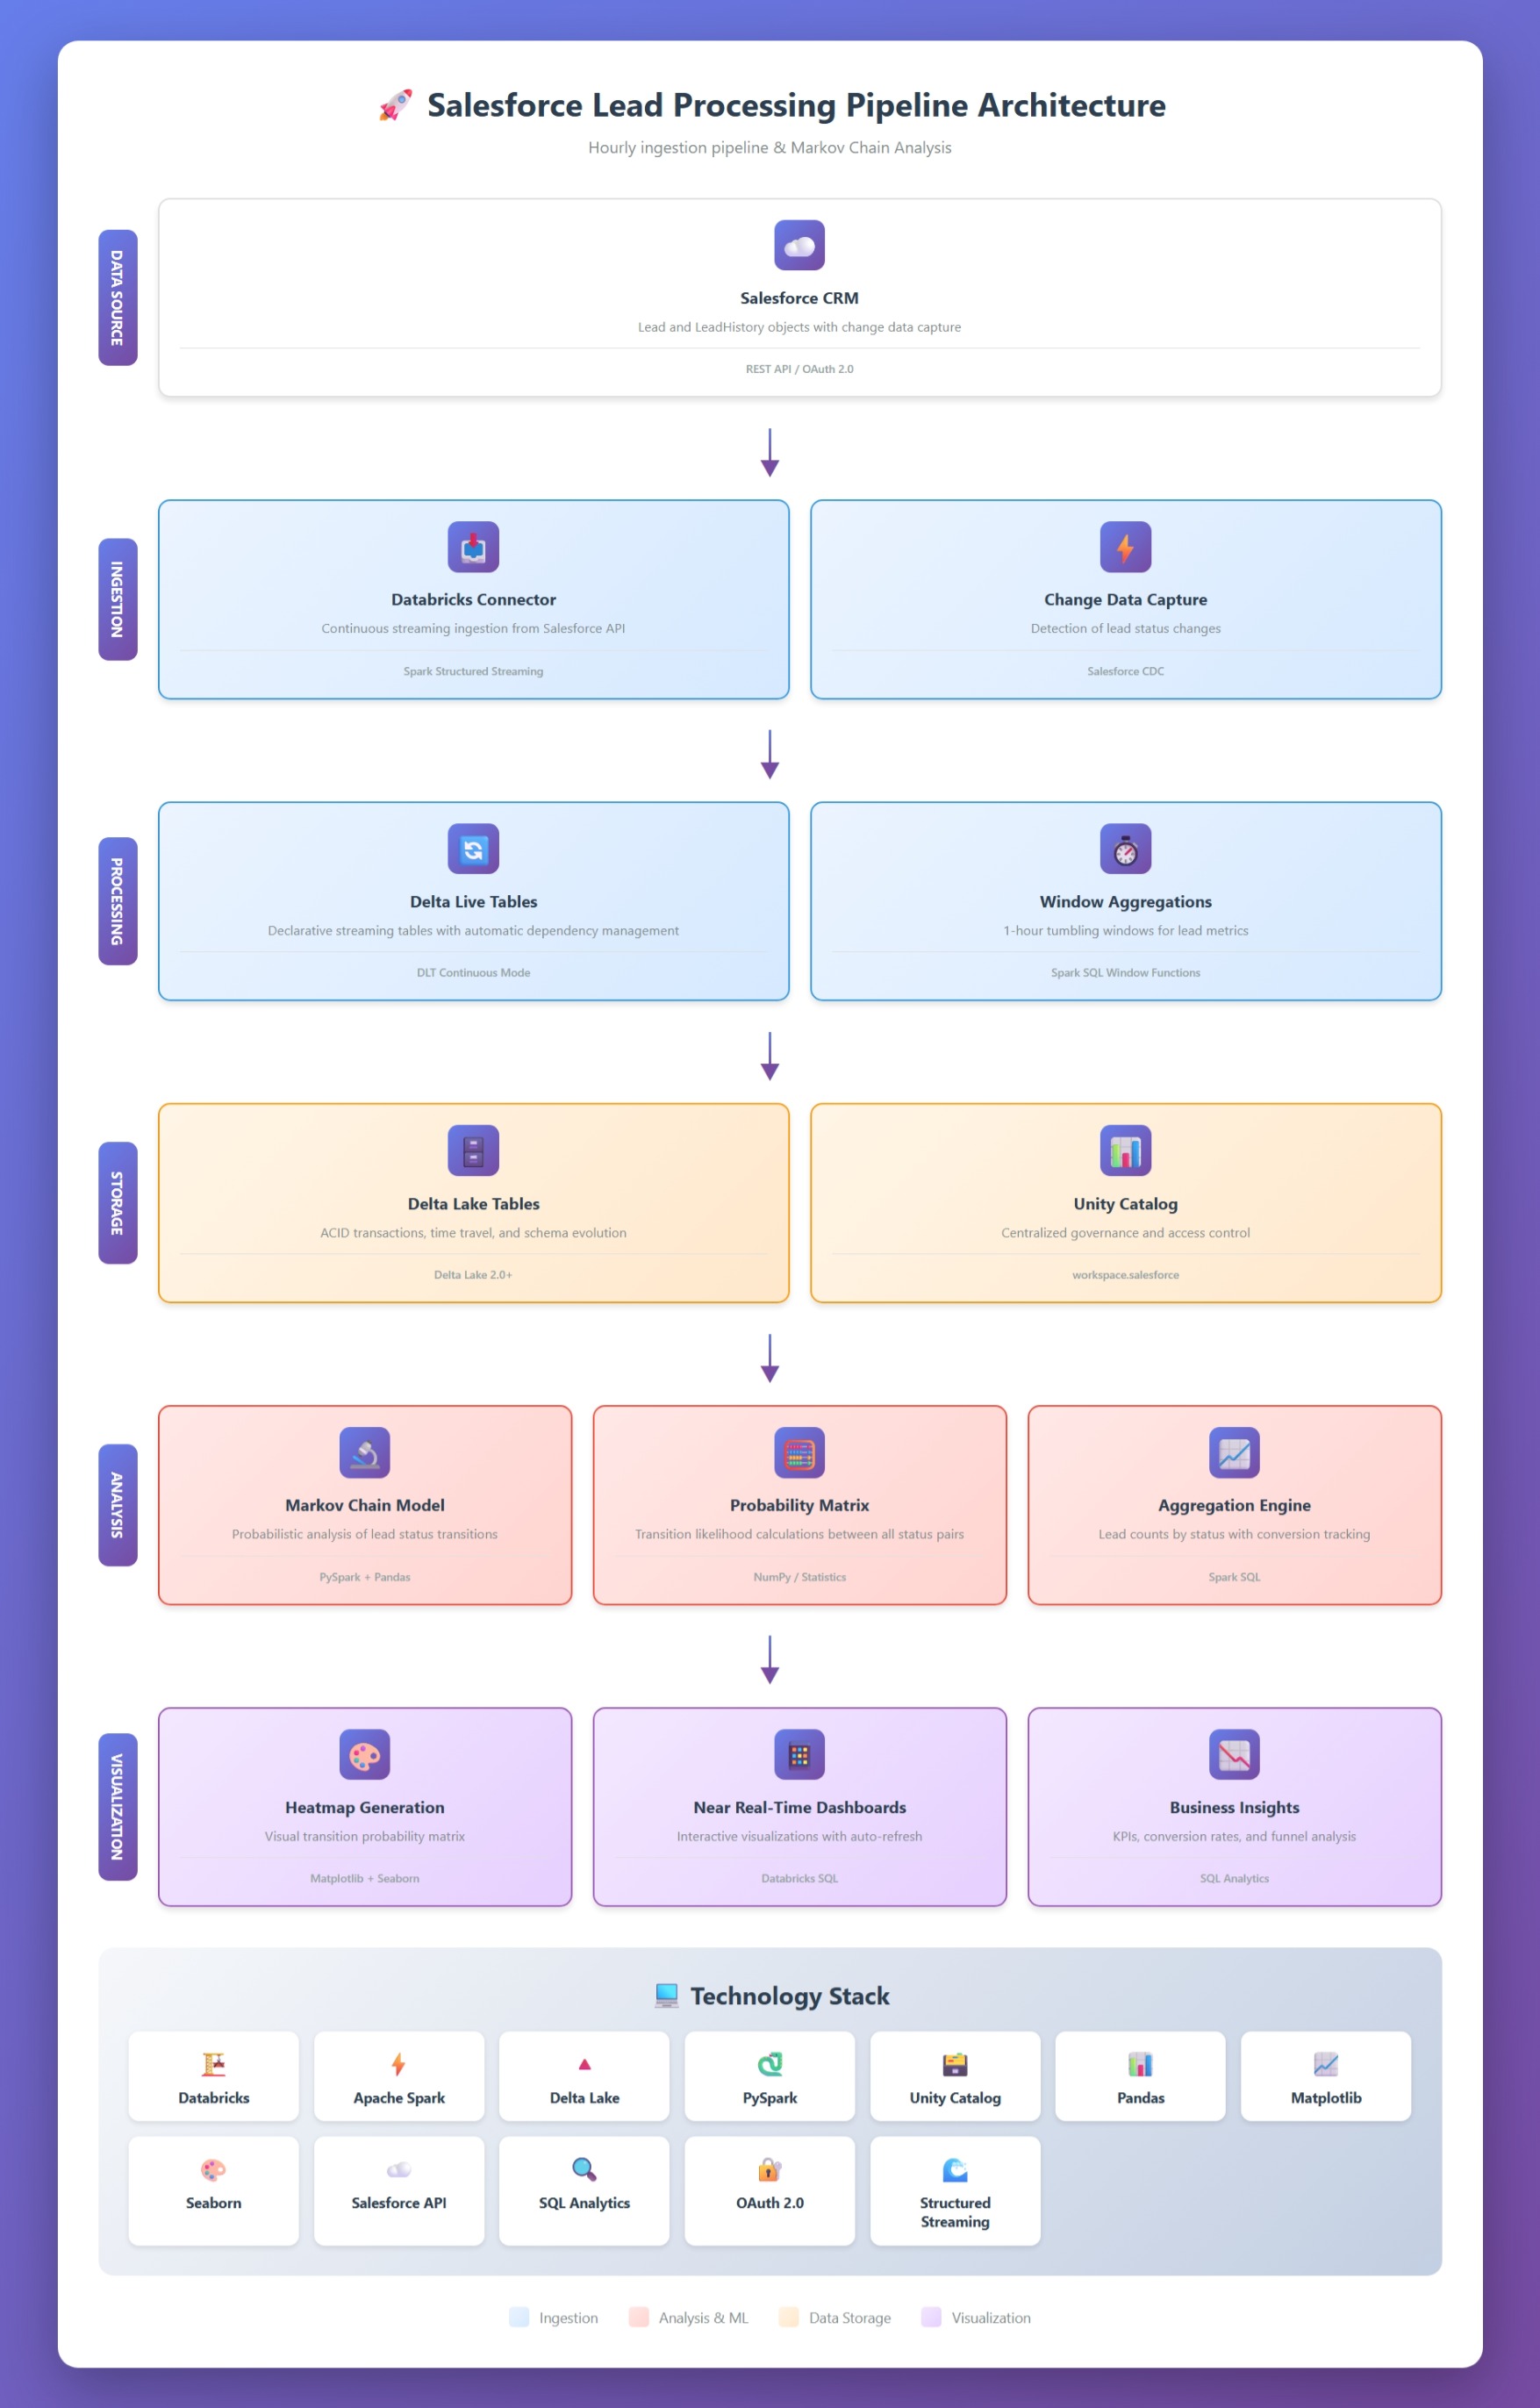 🚀 Salesforce Lead Processing Pipeline Architecture
Hourly ingestion pipeline & Markov Chain Analysis
DATA SOURCE
Salesforce CRM
Lead and LeadHistory objects with change data capture
REST API / OAuth 2.0
INGESTION
Databricks Connector
Continuous streaming ingestion from Salesforce API
Spark Structured Streaming
Change Data Capture
Detection of lead status changes
Salesforce CDC
PROCESSING
Delta Live Tables
Declarative streaming tables with automatic dependency management
DLT Continuous Mode
Window Aggregations
1-hour tumbling windows for lead metrics
Spark SQL Window Functions
STORAGE
Delta Lake Tables
ACID transactions, time travel, and schema evolution
Delta Lake 2.0+
Unity Catalog
Centralized governance and access control
workspace.salesforce
ANALYSIS
Markov Chain Model
Probabilistic analysis of lead status transitions
PySpark + Pandas
Probability Matrix
Transition likelihood calculations between all status pairs
NumPy / Statistics
Aggregation Engine
Lead counts by status with conversion tracking
Spark SQL
VISUALIZATION
Heatmap Generation
Visual transition probability matrix
Matplotlib + Seaborn
Near Real-Time Dashboards
Interactive visualizations with auto-refresh
Databricks SQL
Business Insights
KPIs, conversion rates, and funnel analysis
SQL Analytics
💻 Technology Stack
Databricks
Apache Spark
Delta Lake
PySpark
Unity Catalog
Pandas
Matplotlib
Seaborn
Salesforce API
SQL Analytics
OAuth 2.0
Structured
Streaming
Ingestion
Analysis & ML
Data Storage
Visualization